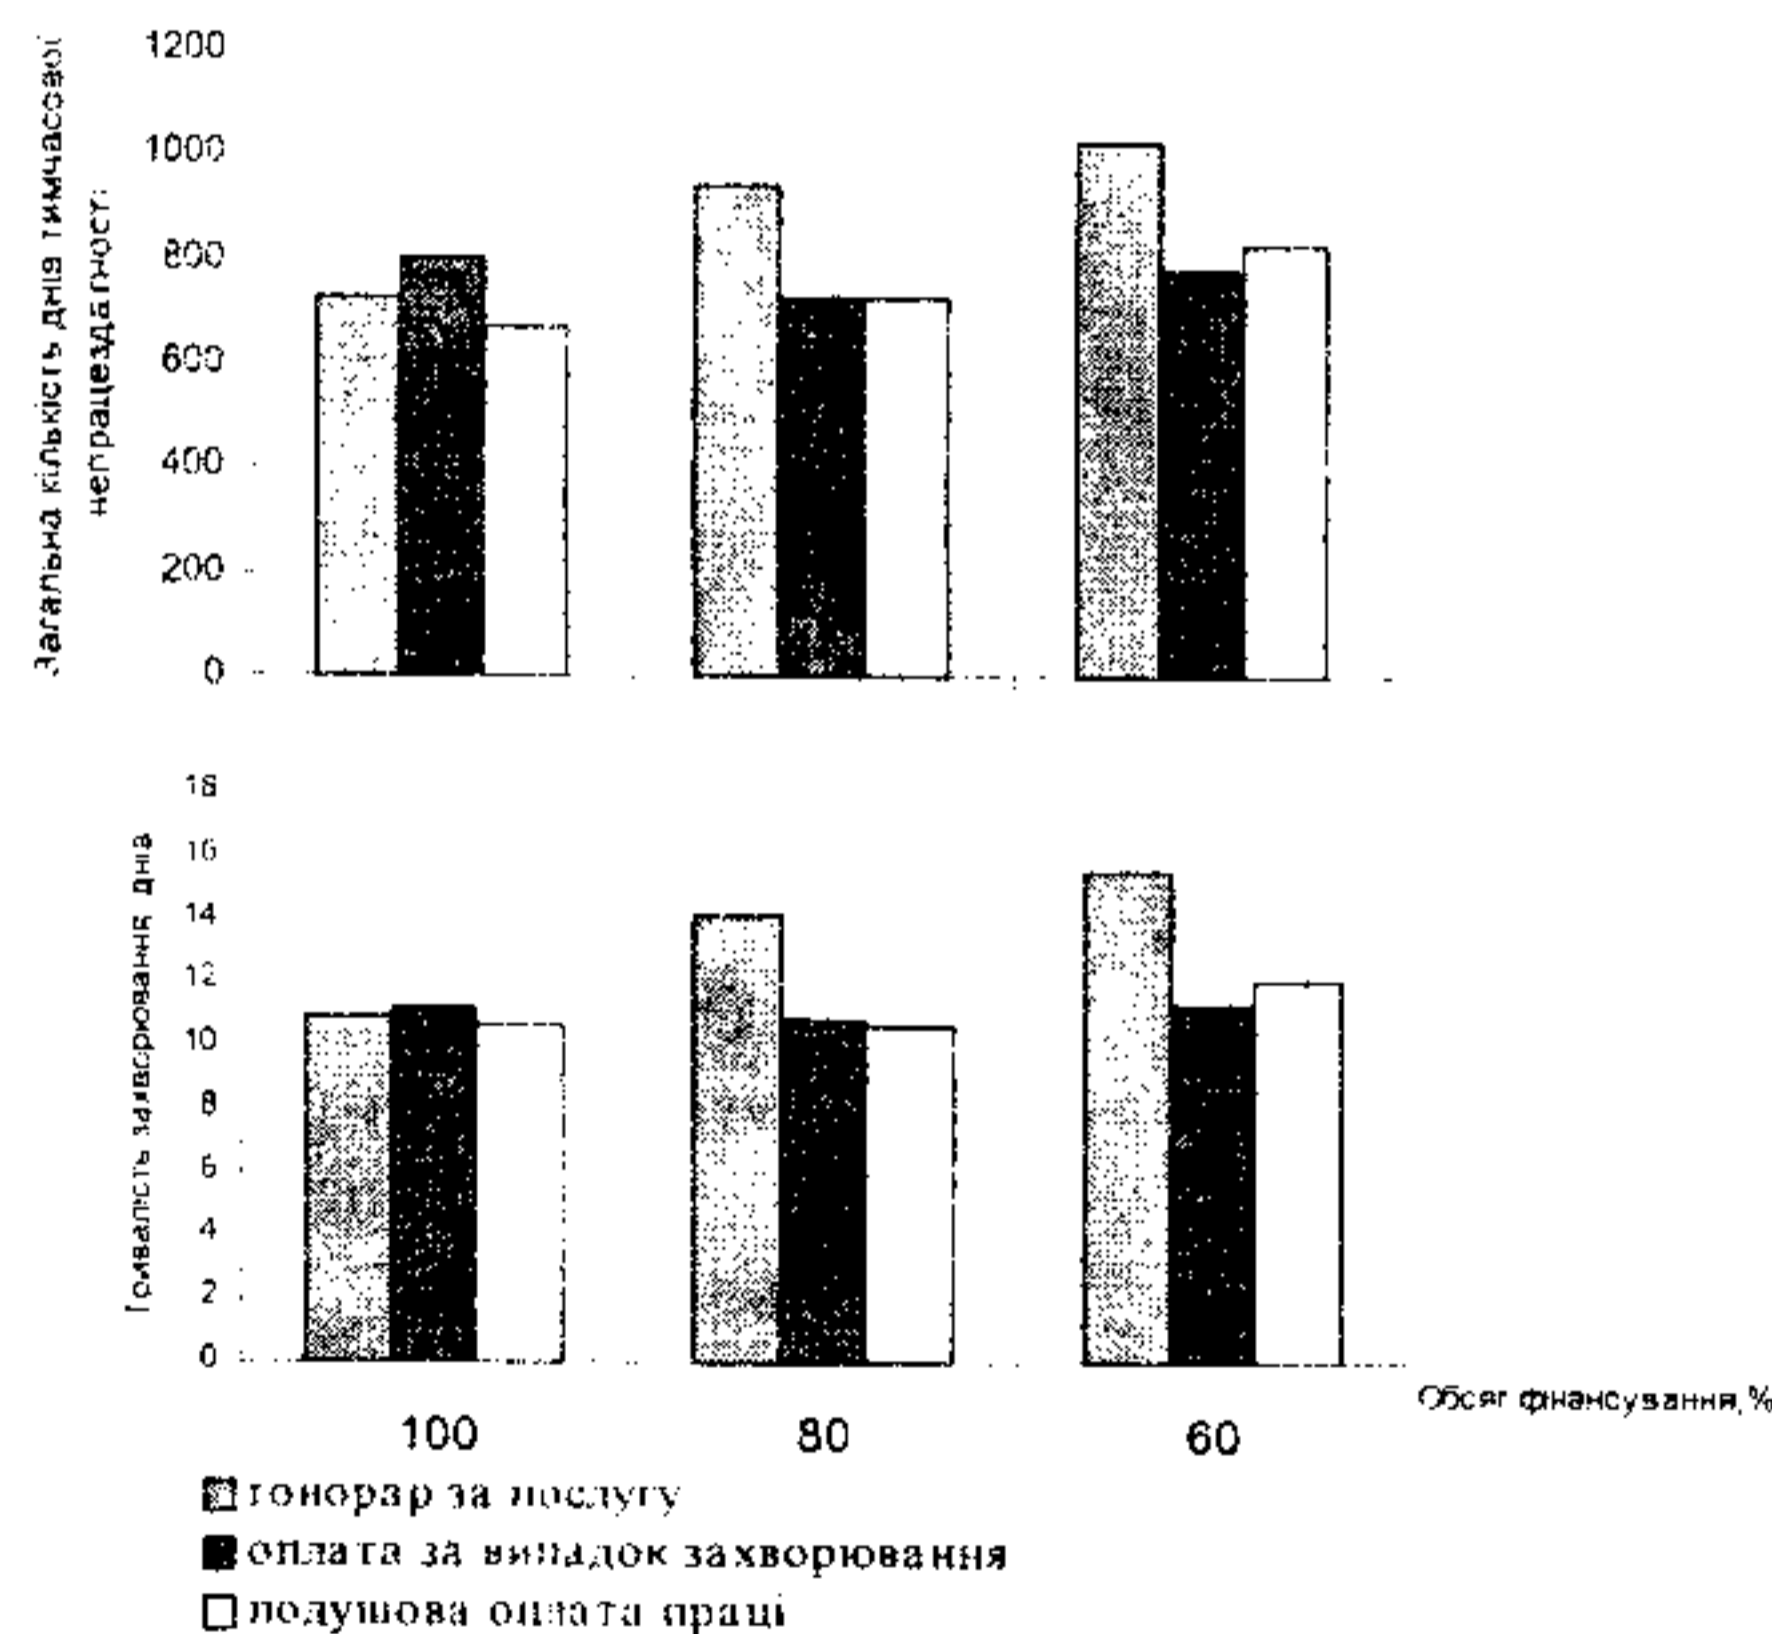 Загальна кількість днів тимчасової
непрацездатності
1200
1000
800
600
400
200
0
Тривалість захворювання днів
18
16
14
12
10
8
6
4
2
0
100 80 60
Обсяг фінансування,%
гонорар за послугу
оплата за випадок захворювання
подушова оплата праці